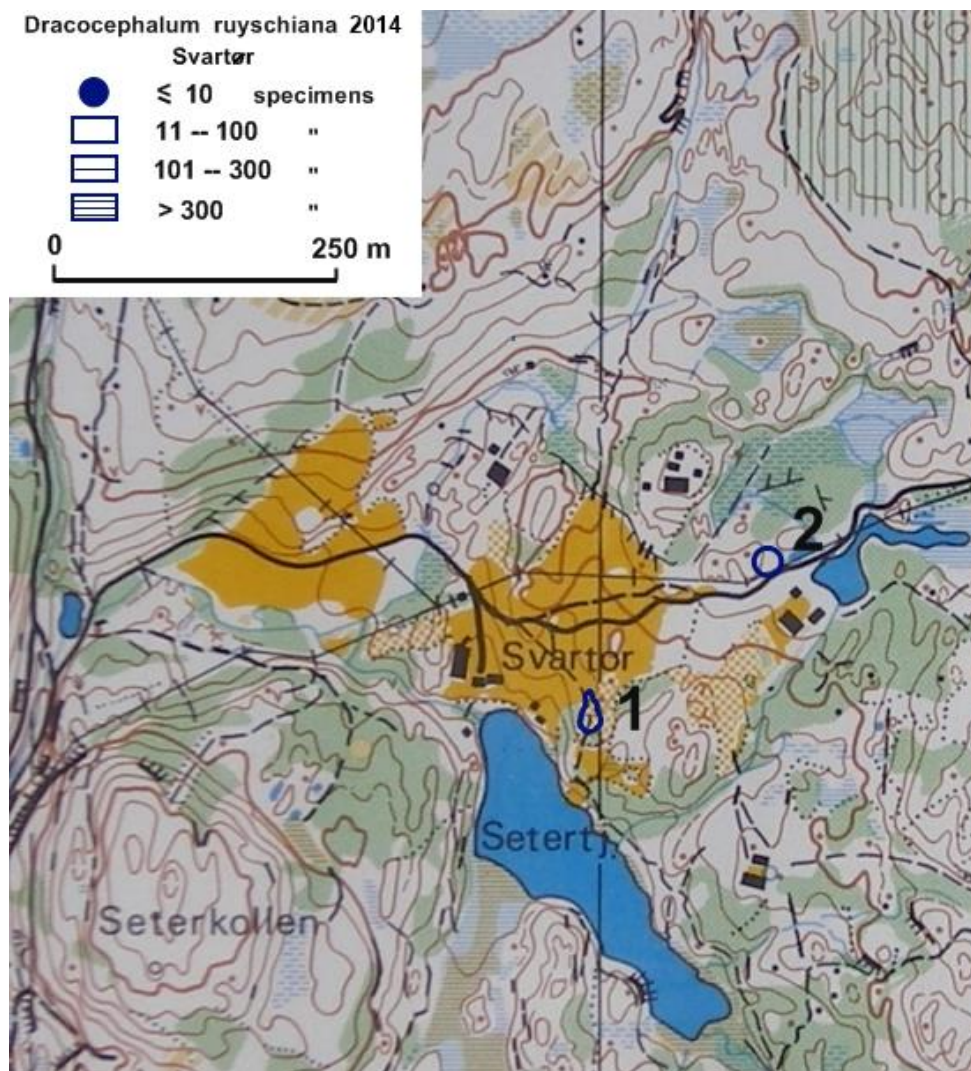 Dracocephalum ruyschiana 2014
Svartør
≤ 10 specimens
11 -- 100 "
101 -- 300 "
> 300 "
0 250 m
2
Svartor
1
Setertj.
Seterkollen